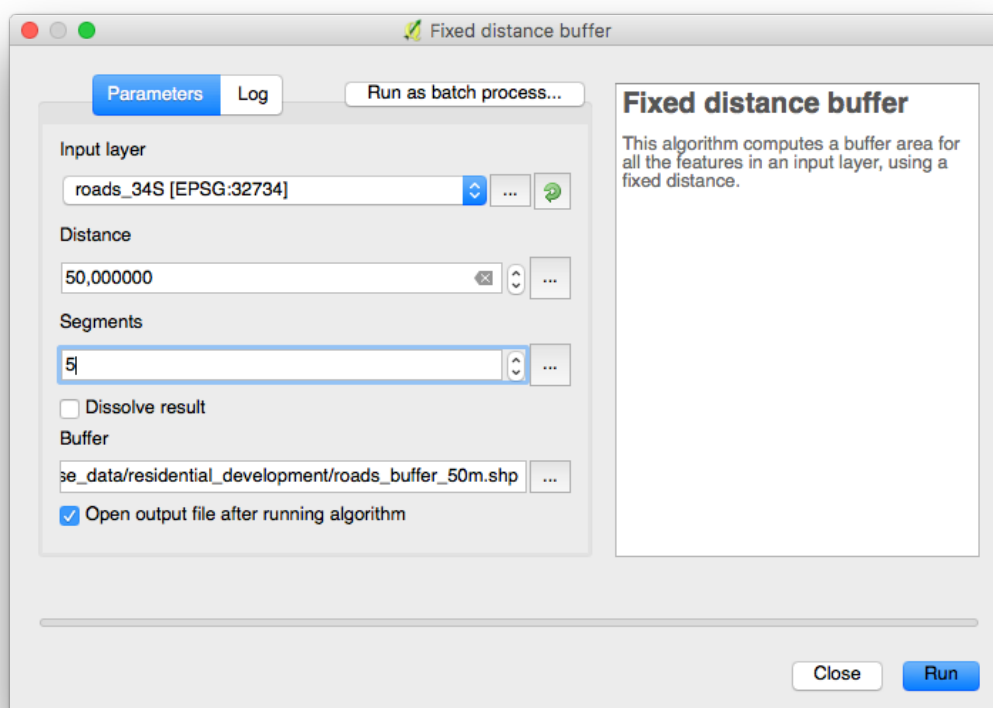 Fixed distance buffer
Parameters
Log
Run as batch process...
Input layer
roads_34S [EPSG:32734]
...
Distance
50,000000
...
Segments
5
...
Dissolve result
Buffer
se_data/residential_development/roads_buffer_50m.shp
...
Open output file after running algorithm
Fixed distance buffer
This algorithm computes a buffer area for
all the features in an input layer, using a
fixed distance.
Close
Run